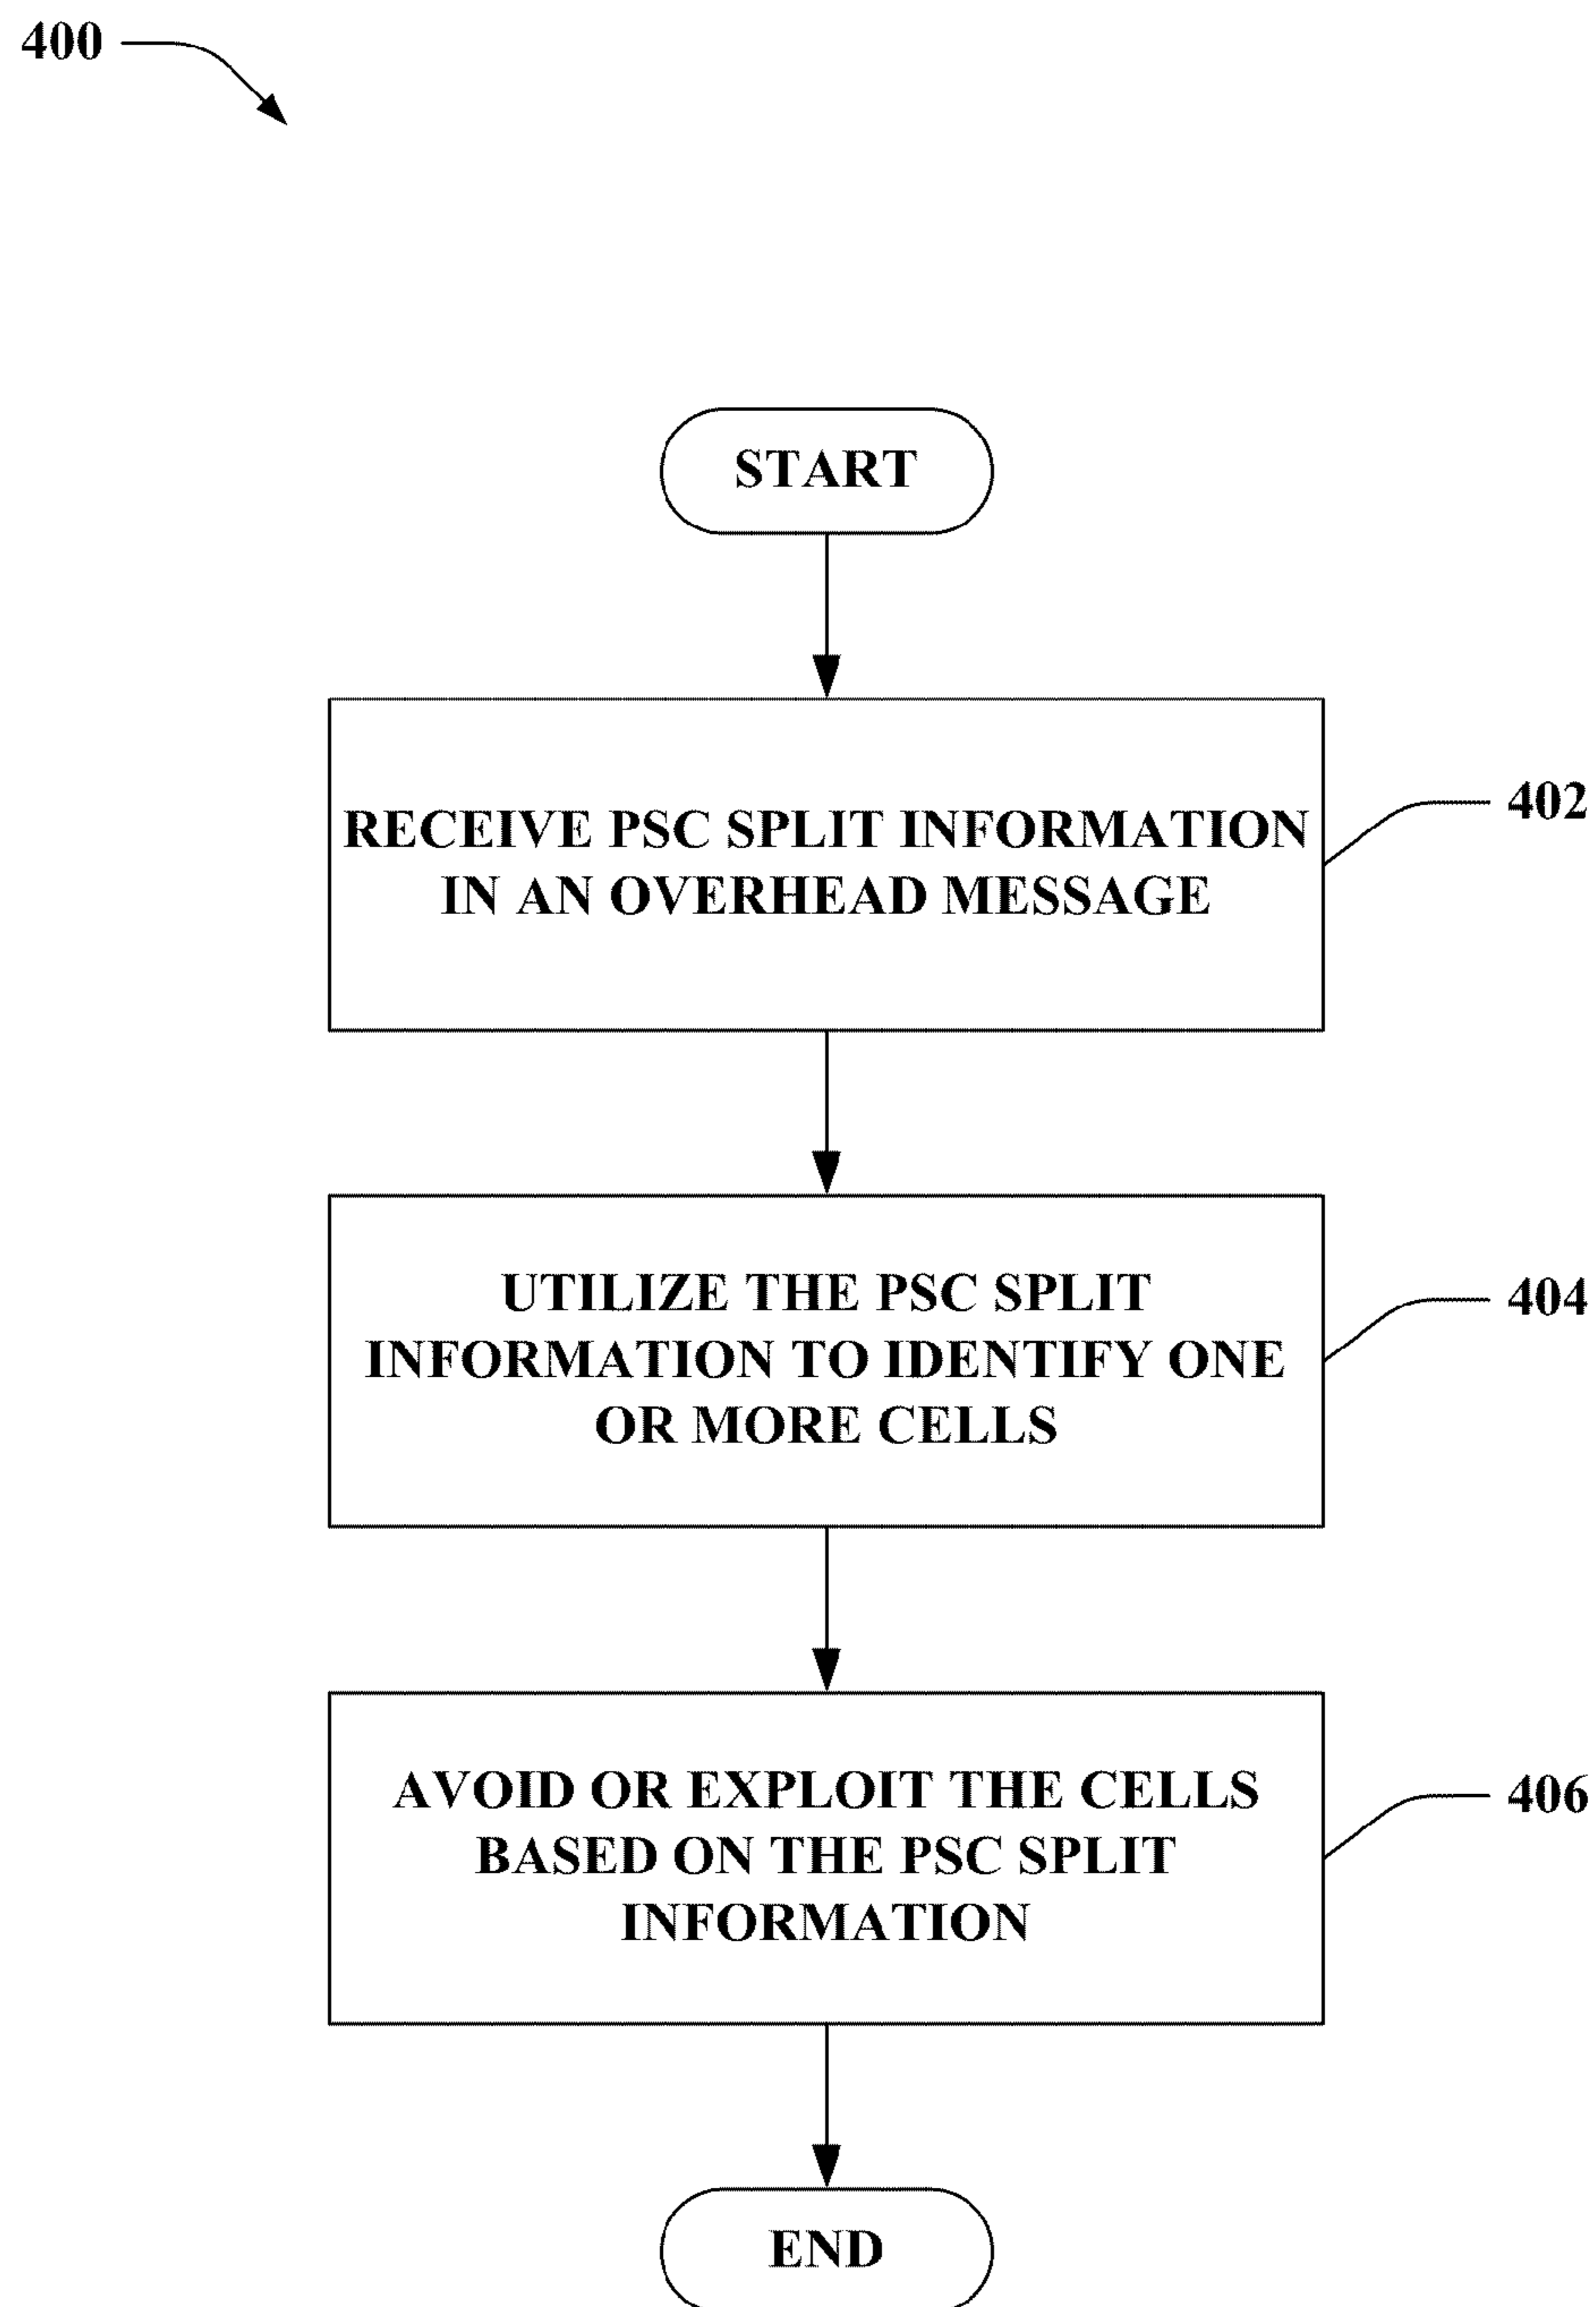 400
START
RECEIVE PSC SPLIT INFORMATION
IN AN OVERHEAD MESSAGE
402
UTILIZE THE PSC SPLIT
INFORMATION TO IDENTIFY ONE
OR MORE CELLS
404
AVOID OR EXPLOIT THE CELLS
BASED ON THE PSC SPLIT
INFORMATION
406
END